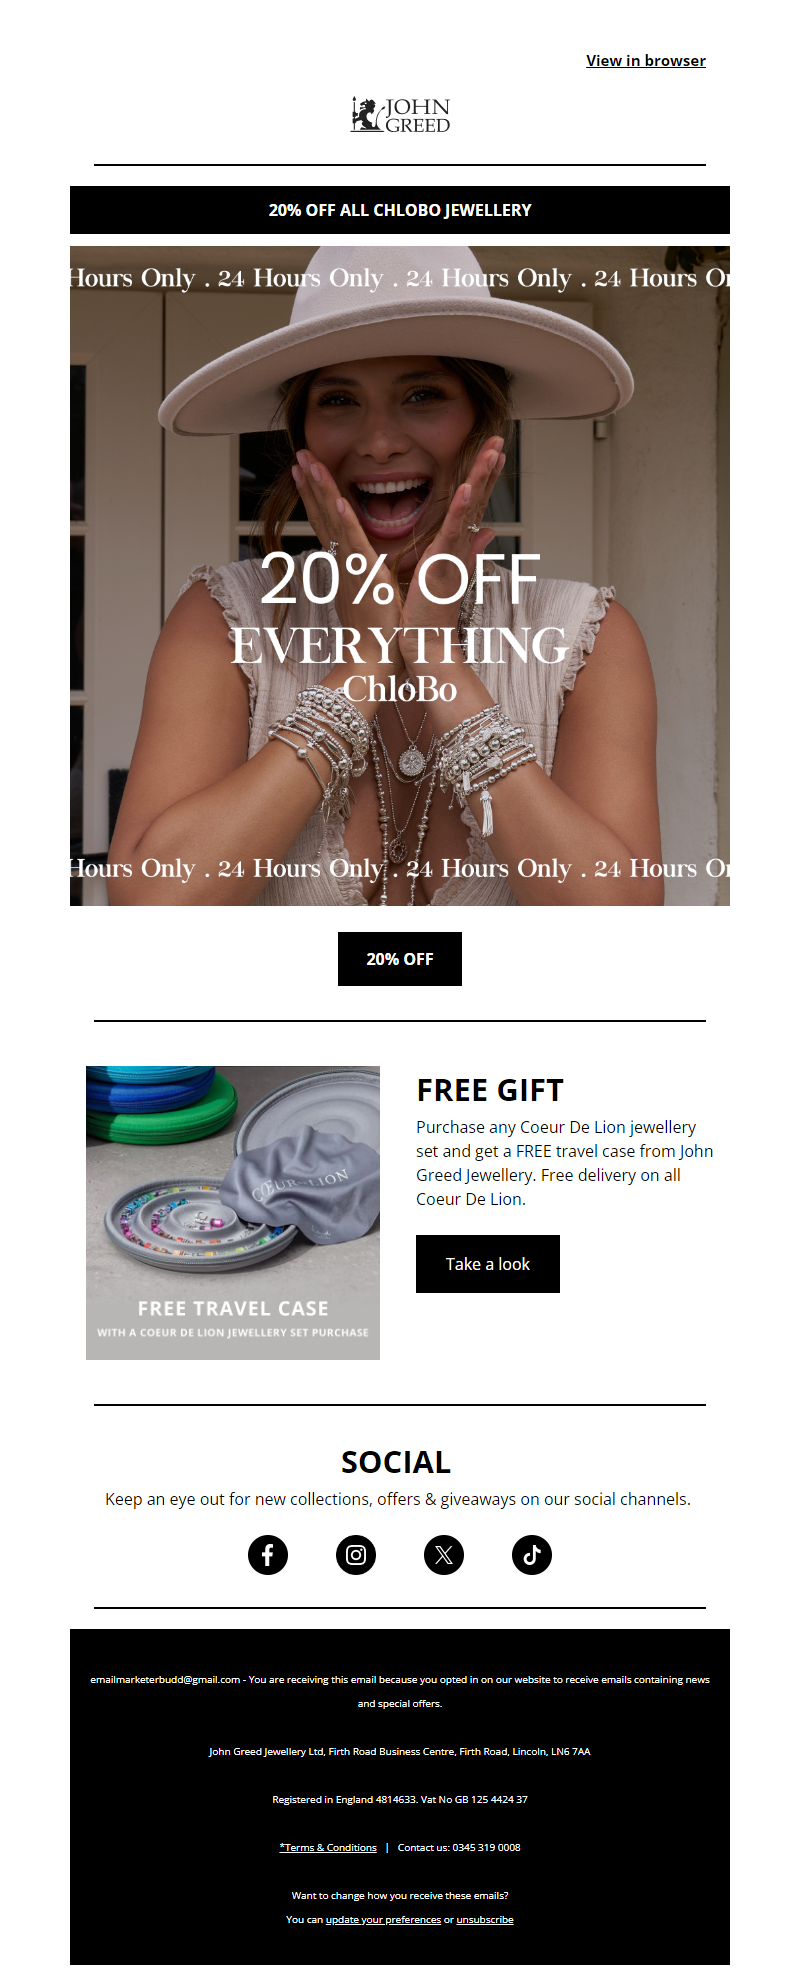 View in browser
JOHN
GREED
20% OFF ALL CHLOBO JEWELLERY
Hours Only . 24 Hours Only . 24 Hours Only . 24 Hours Or
20% OFF
EVERYTHING
ChloBo
Hours Only . 24 Hours Only . 24 Hours Only . 24 Hours Or
20% OFF
CŒUR DE LION
FREE TRAVEL CASE
WITH A COEUR DE LION JEWELLERY SET PURCHASE
FREE GIFT
Purchase any Coeur De Lion jewellery
set and get a FREE travel case from John
Greed Jewellery. Free delivery on all
Coeur De Lion.
Take a look
SOCIAL
Keep an eye out for new collections, offers & giveaways on our social channels.
emailmarketerbudd@gmail.com - You are receiving this email because you opted in on our website to receive emails containing news
and special offers.
John Greed Jewellery Ltd, Firth Road Business Centre, Firth Road, Lincoln, LN6 7AA
Registered in England 4814633. Vat No GB 125 4424 37
*Terms & Conditions | Contact us: 0345 319 0008
Want to change how you receive these emails?
You can update your preferences or unsubscribe